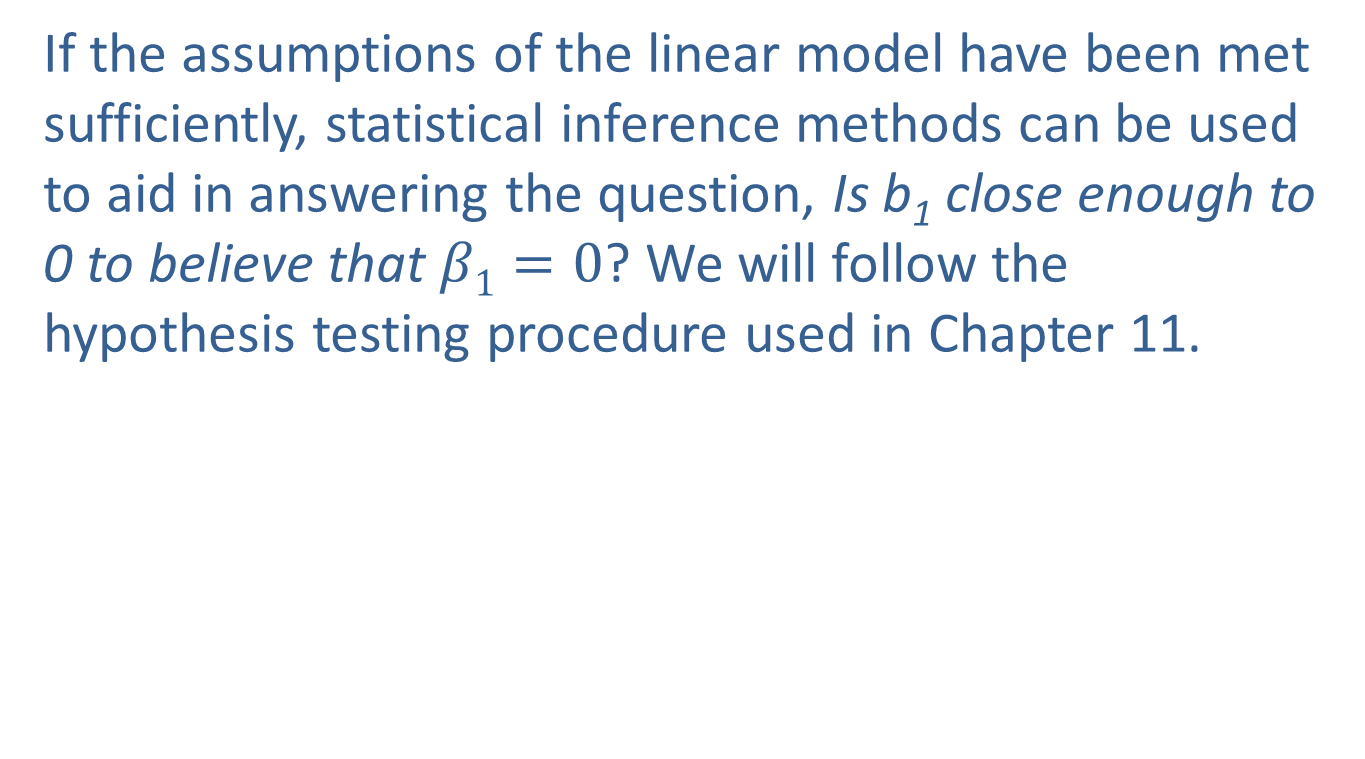 If the assumptions of the linear model have been met
sufficiently, statistical inference methods can be used
to aid in answering the question, Is b₁ close enough to
0 to believe that β₁ = 0? We will follow the
hypothesis testing procedure used in Chapter 11.